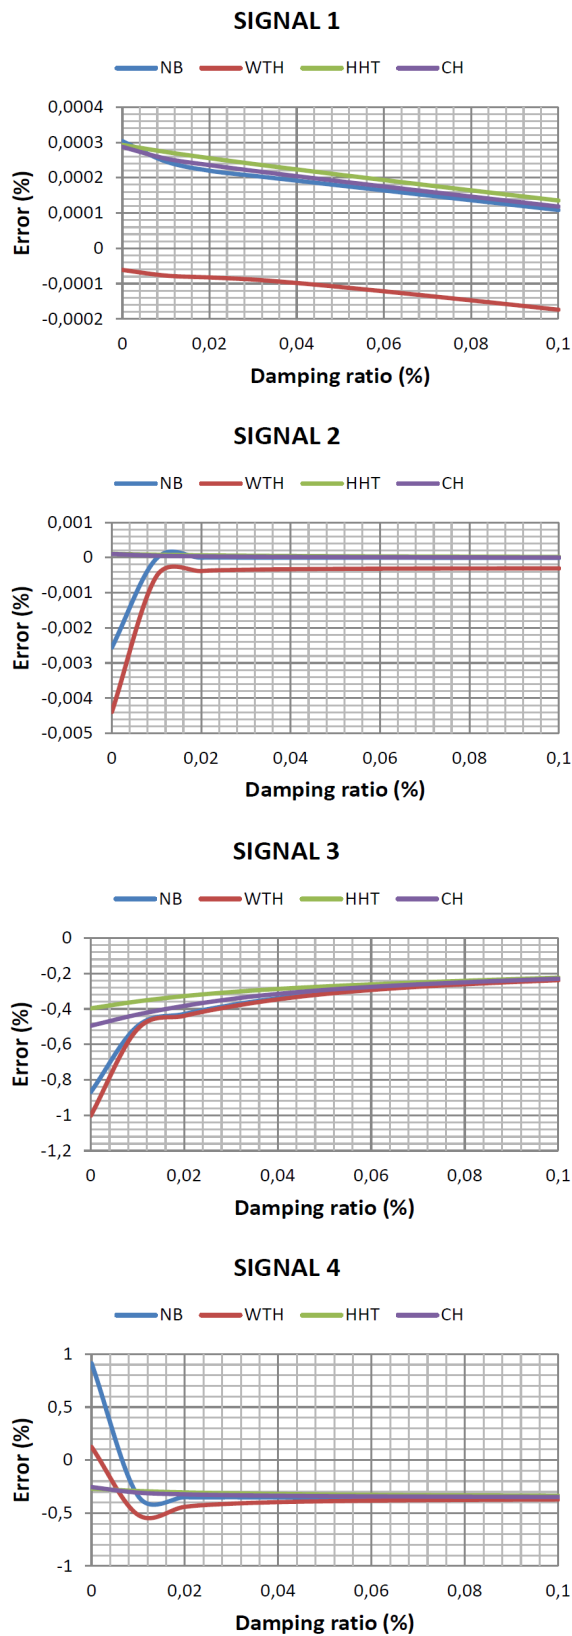 SIGNAL 1
NB WTH HHT CH
0,0004
0,0003
0,0002
0,0001
0
-0,0001
-0,0002
Error (%)
0 0,02 0,04 0,06 0,08 0,1
Damping ratio (%)
SIGNAL 2
NB WTH HHT CH
0,001
0
-0,001
-0,002
-0,003
-0,004
-0,005
Error (%)
0 0,02 0,04 0,06 0,08 0,1
Damping ratio (%)
SIGNAL 3
NB WTH HHT CH
0
-0,2
-0,4
-0,6
-0,8
-1
-1,2
Error (%)
0 0,02 0,04 0,06 0,08 0,1
Damping ratio (%)
SIGNAL 4
NB WTH HHT CH
1
0,5
0
-0,5
-1
Error (%)
0 0,02 0,04 0,06 0,08 0,1
Damping ratio (%)